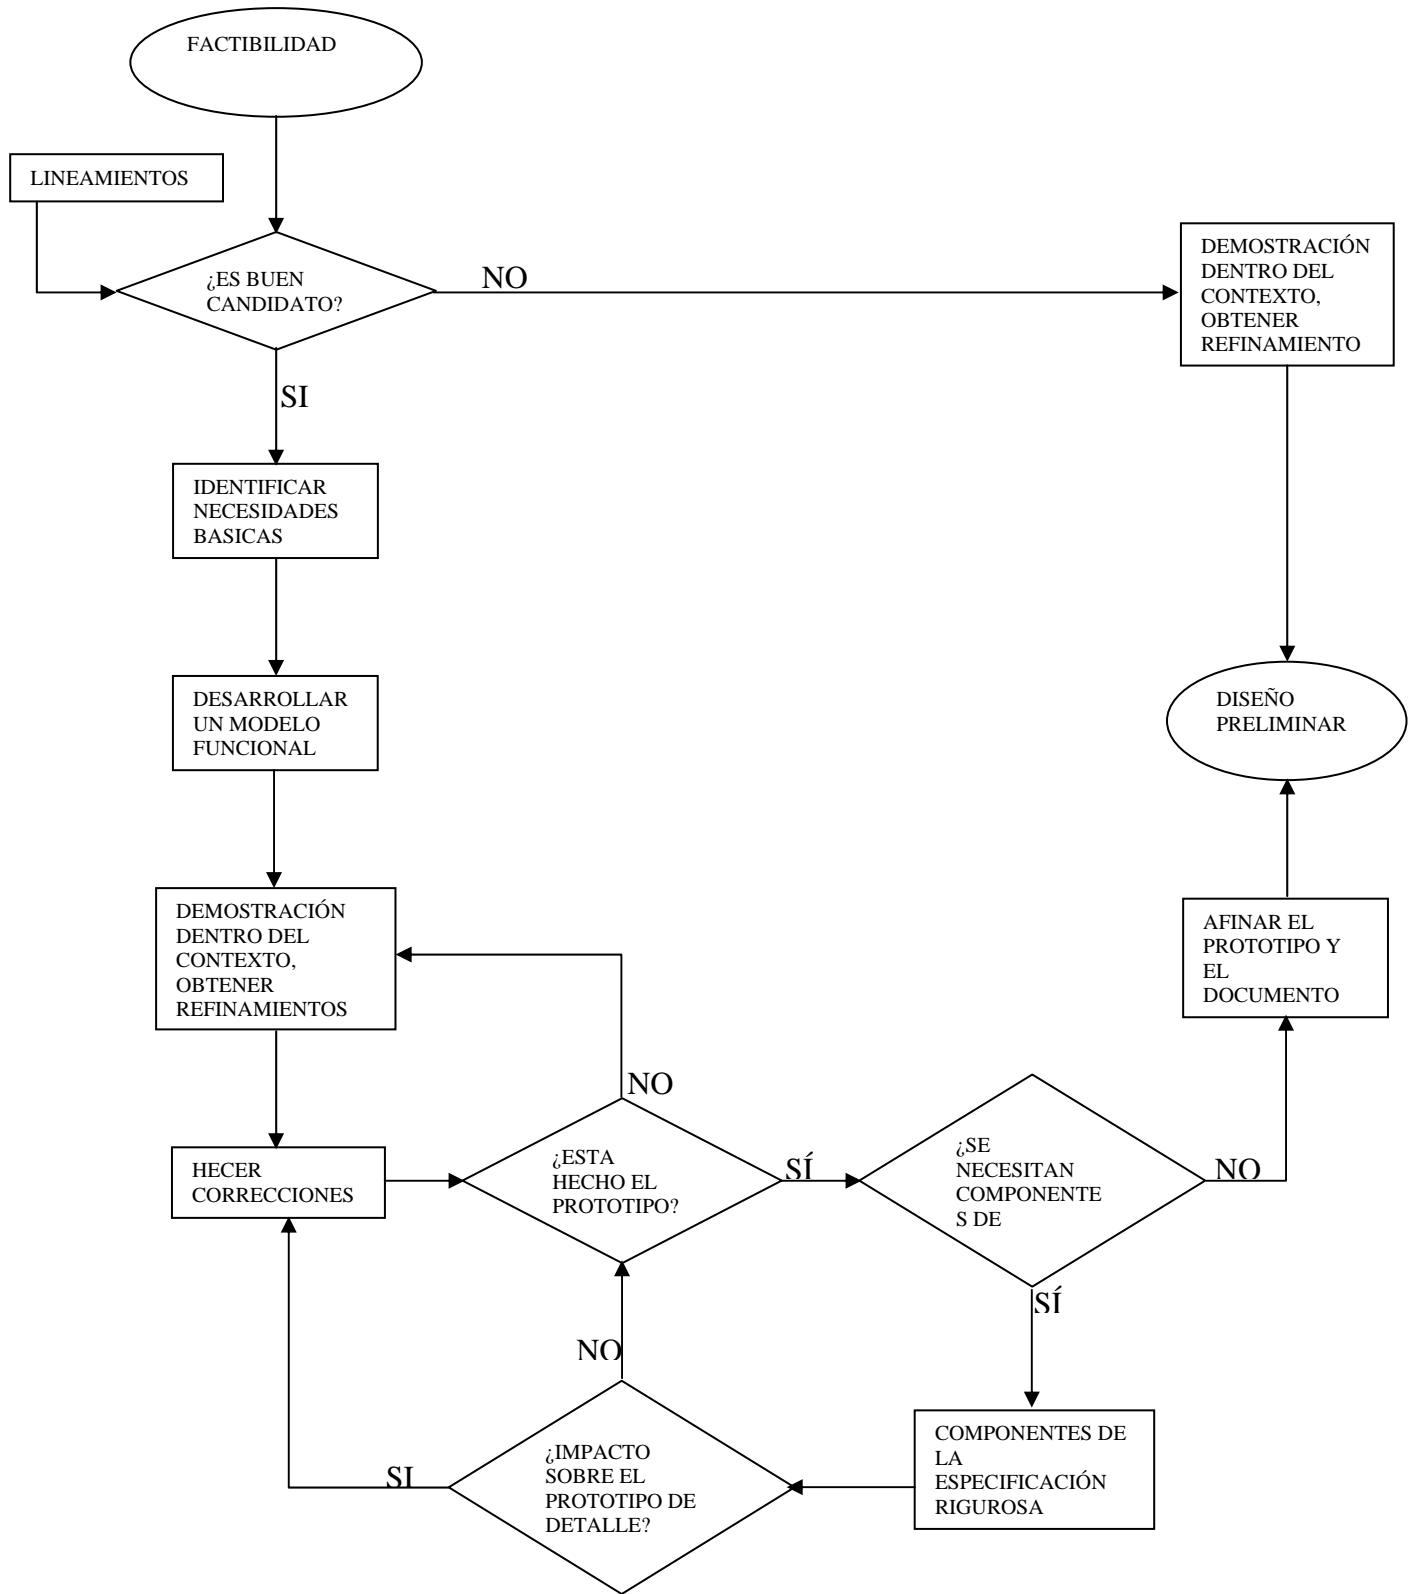 FACTIBILIDAD
LINEAMIENTOS
¿ES BUEN
CANDIDATO?
NO
DEMOSTRACIÓN
DENTRO DEL
CONTEXTO,
OBTENER
REFINAMIENTO
SI
IDENTIFICAR
NECESIDADES
BASICAS
DESARROLLAR
UN MODELO
FUNCIONAL
DISEÑO
PRELIMINAR
DEMOSTRACIÓN
DENTRO DEL
CONTEXTO,
OBTENER
REFINAMIENTOS
AFINAR EL
PROTOTIPO Y
EL
DOCUMENTO
NO
HECER
CORRECCIONES
¿ESTA
HECHO EL
PROTOTIPO?
SÍ
¿SE
NECESITAN
COMPONENTE
S DE
NO
SÍ
NO
COMPONENTES DE
LA
ESPECIFICACIÓN
RIGUROSA
SI
¿IMPACTO
SOBRE EL
PROTOTIPO DE
DETALLE?